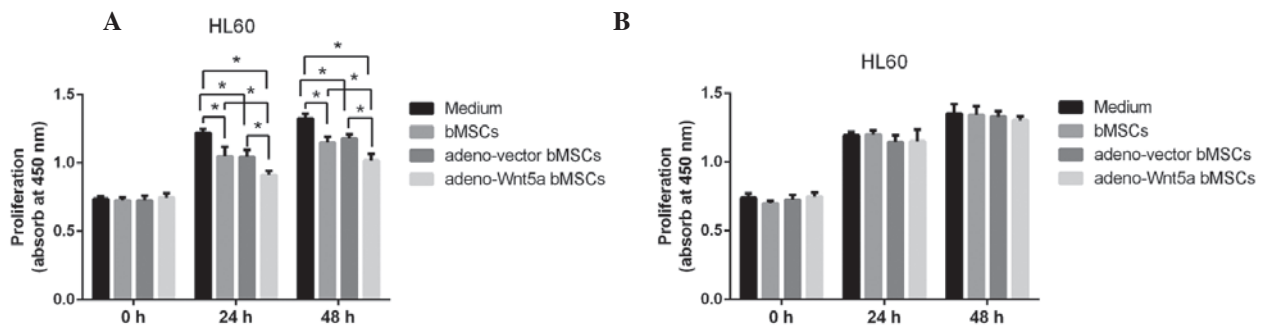 A
HL60
* *
* *
* * * *
* *
1.5
1.0
0.5
0.0
Proliferation
(absorb at 450 nm)
0 h 24 h 48 h
Medium
bMSCs
adeno-vector bMSCs
adeno-Wnt5a bMSCs
B
HL60
1.5
1.0
0.5
0.0
Proliferation
(absorb at 450 nm)
0 h 24 h 48 h
Medium
bMSCs
adeno-vector bMSCs
adeno-Wnt5a bMSCs